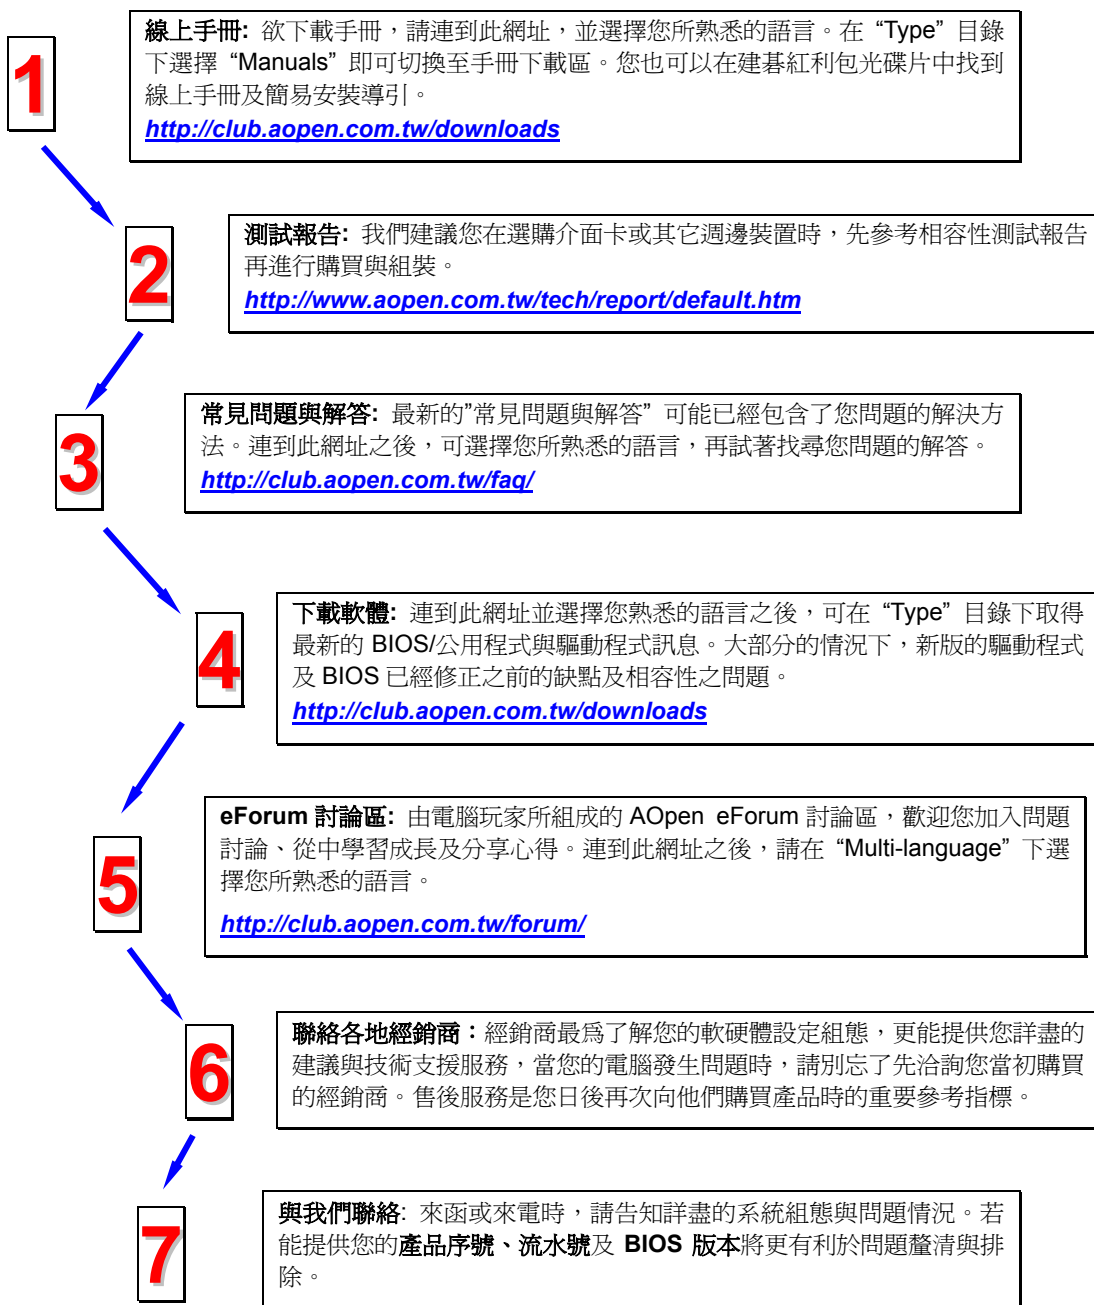 1
線上手冊: 欲下載手冊，請連到此網址，並選擇您所熟悉的語言。在 “Type” 目錄
下選擇 “Manuals” 即可切換至手冊下載區。您也可以在建碁紅利包光碟片中找到
線上手冊及簡易安裝導引。
http://club.aopen.com.tw/downloads
2
測試報告: 我們建議您在選購介面卡或其它週邊裝置時，先參考相容性測試報告
再進行購買與組裝。
http://www.aopen.com.tw/tech/report/default.htm
3
常見問題與解答: 最新的”常見問題與解答” 可能已經包含了您問題的解決方
法。連到此網址之後，可選擇您所熟悉的語言，再試著找尋您問題的解答。
http://club.aopen.com.tw/faq/
4
下載軟體: 連到此網址並選擇您熟悉的語言之後，可在 “Type” 目錄下取得
最新的 BIOS/公用程式與驅動程式訊息。大部分的情況下，新版的驅動程式
及 BIOS 已經修正之前的缺點及相容性之問題。
http://club.aopen.com.tw/downloads
5
eForum 討論區: 由電腦玩家所組成的 AOpen eForum 討論區，歡迎您加入問題
討論、從中學習成長及分享心得。連到此網址之後，請在 “Multi-language” 下選
擇您所熟悉的語言。
http://club.aopen.com.tw/forum/
6
聯絡各地經銷商：經銷商最為了解您的軟硬體設定組態，更能提供您詳盡的
建議與技術支援服務，當您的電腦發生問題時，請別忘了先洽詢您當初購買
的經銷商。售後服務是您日後再次向他們購買產品時的重要參考指標。
7
與我們聯絡: 來函或來電時，請告知詳盡的系統組態與問題情況。若
能提供您的產品序號、流水號及 BIOS 版本將更有利於問題釐清與排
除。